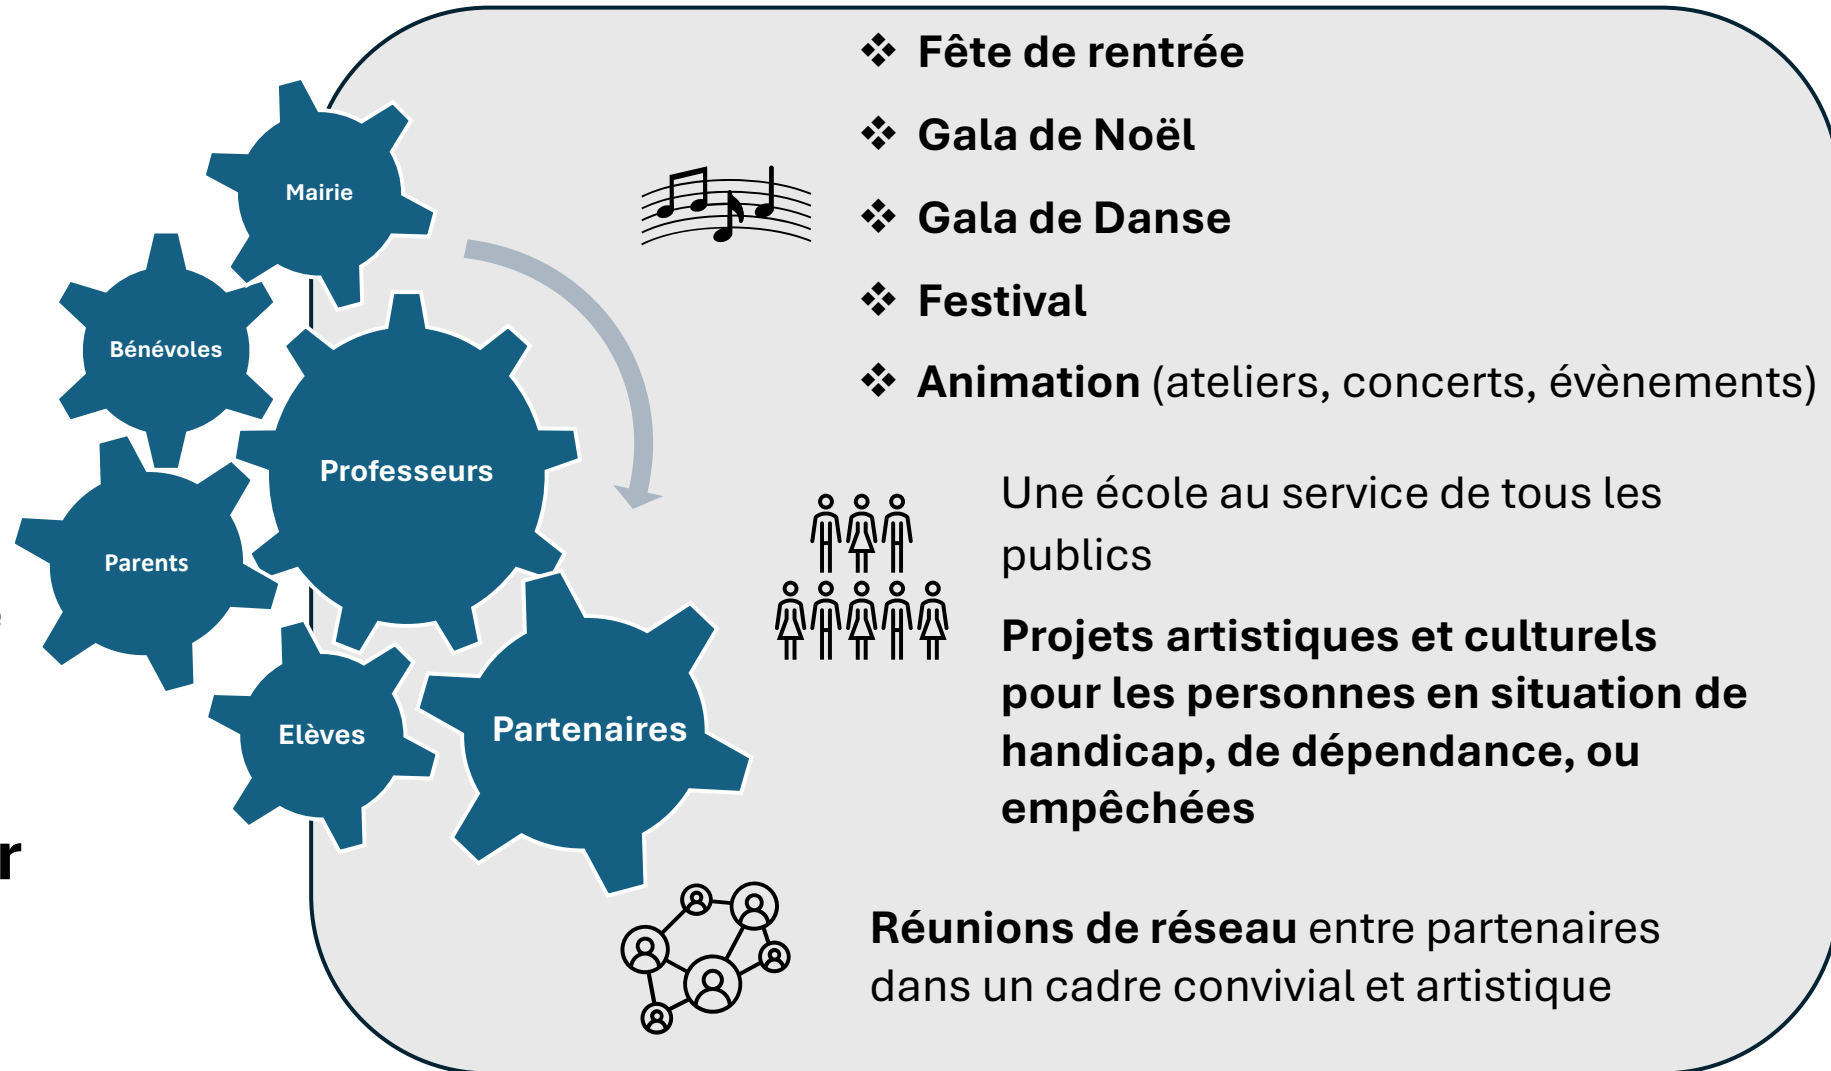 Mairie
Bénévoles
Professeurs
Parents
Elèves
Partenaires
❖ Fête de rentrée
❖ Gala de Noël
❖ Gala de Danse
❖ Festival
❖ Animation (ateliers, concerts, évènements)
Une école au service de tous les
publics
Projets artistiques et culturels
pour les personnes en situation de
handicap, de dépendance, ou
empêchées
Réunions de réseau entre partenaires
dans un cadre convivial et artistique
r